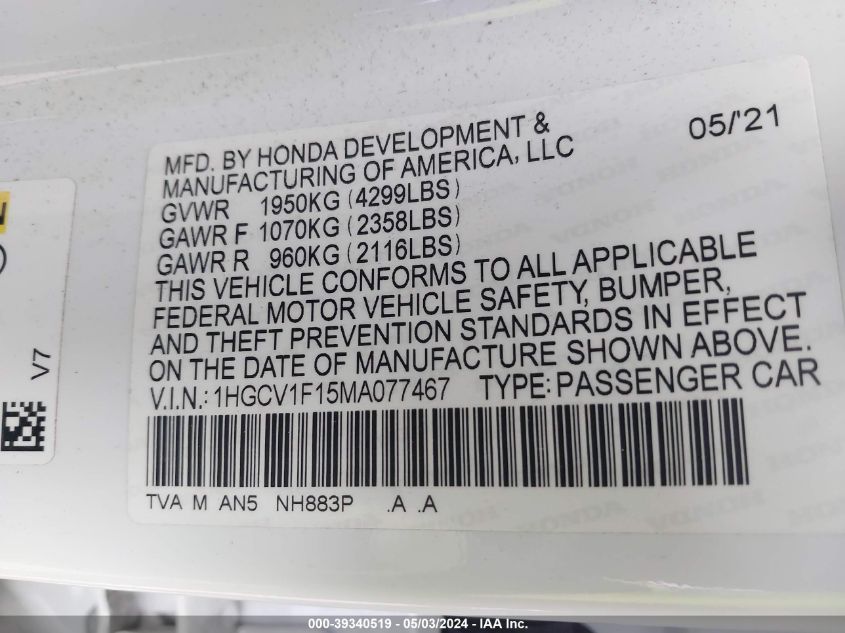 MFD. BY HONDA DEVELOPMENT & 05/'21
MANUFACTURING OF AMERICA, LLC
GVWR 1950KG (4299LBS)
GAWR F 1070KG (2358LBS)
GAWR R 960KG (2116LBS)
THIS VEHICLE CONFORMS TO ALL APPLICABLE
FEDERAL MOTOR VEHICLE SAFETY, BUMPER,
AND THEFT PREVENTION STANDARDS IN EFFECT
ON THE DATE OF MANUFACTURE SHOWN ABOVE.
V.I.N.: 1HGCV1F15MA077467 TYPE: PASSENGER CAR
TVA M AN5 NH883P .A .A
V7
HONDA
000-39340519 - 05/03/2024 - IAA Inc.